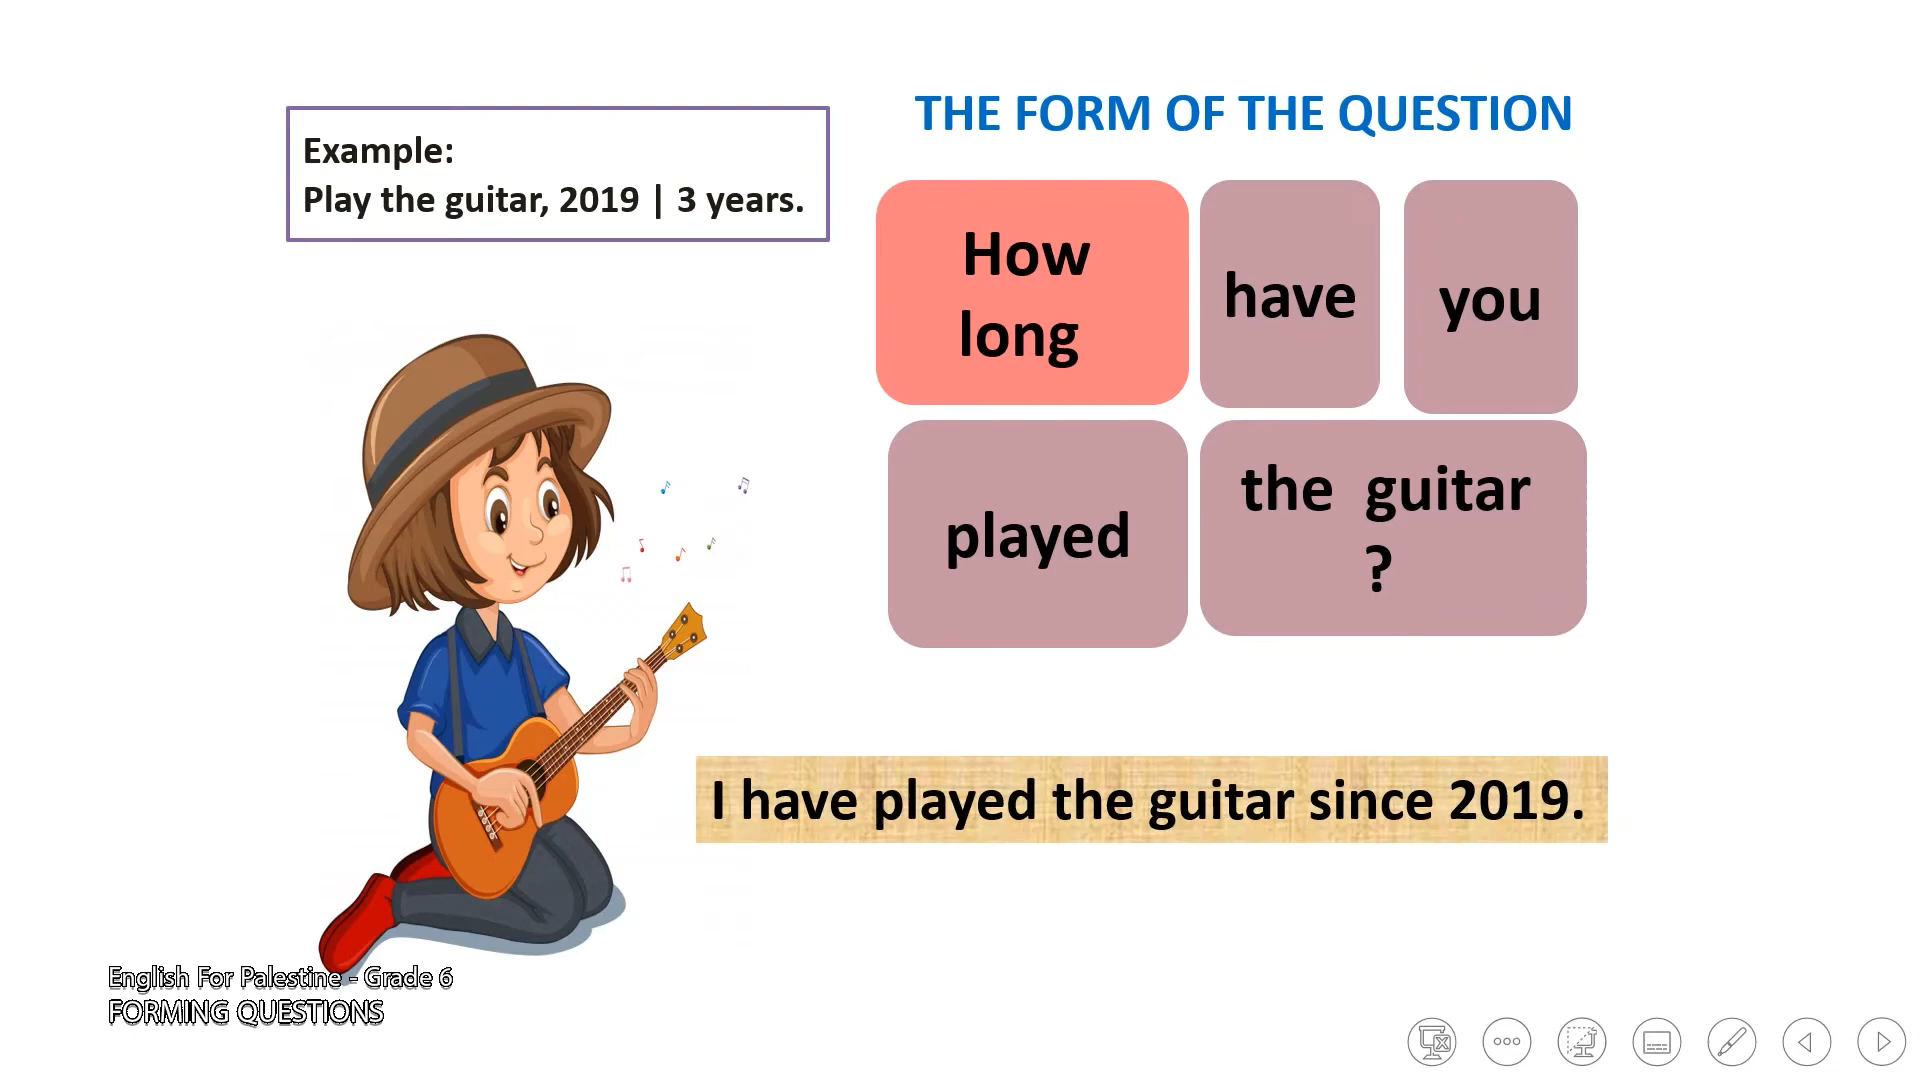 Example:
Play the guitar, 2019 | 3 years.
THE FORM OF THE QUESTION
How
long
have
you
played
the guitar
?
I have played the guitar since 2019.
English For Palestine - Grade 6
FORMING QUESTIONS